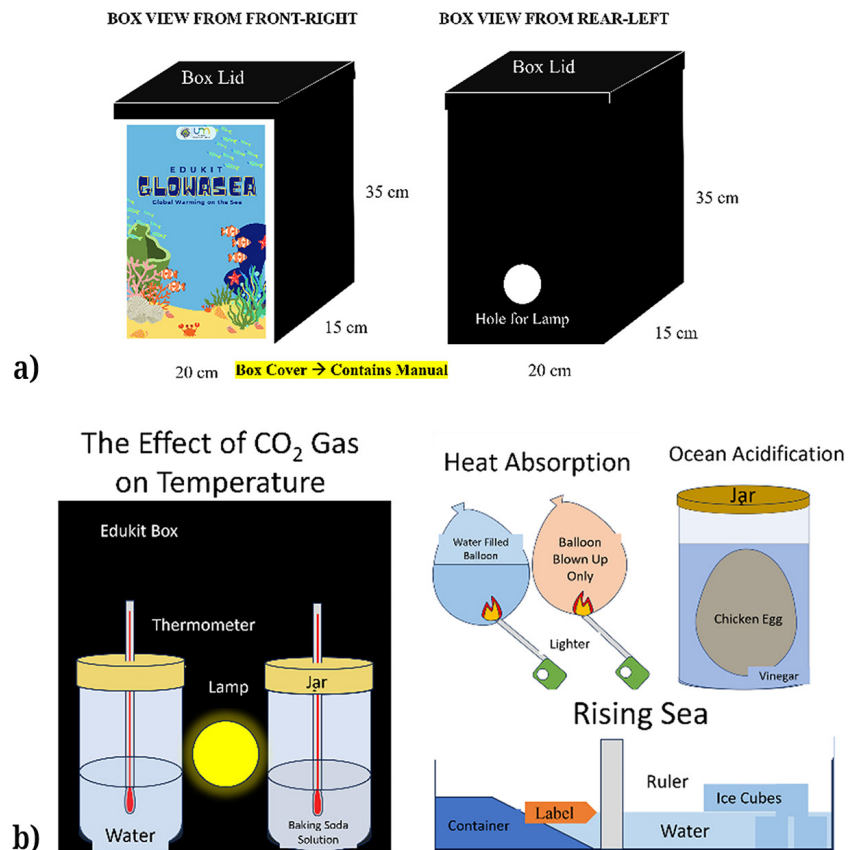 BOX VIEW FROM FRONT-RIGHT
BOX VIEW FROM REAR-LEFT
Box Lid
Box Lid
EDUKIT
GLOWASEA
Global Warming on the Sea
35 cm
35 cm
Hole for Lamp
15 cm
15 cm
a)
20 cm
Box Cover → Contains Manual
20 cm
The Effect of CO₂ Gas
on Temperature
Edukit Box
Thermometer
Lamp
Jar
Water
Baking Soda
Solution
Heat Absorption
Water Filled
Balloon
Balloon
Blown Up
Only
Lighter
Ocean Acidification
Jar
Chicken Egg
Vinegar
Rising Sea
Ruler
Ice Cubes
Label
Container
Water
b)